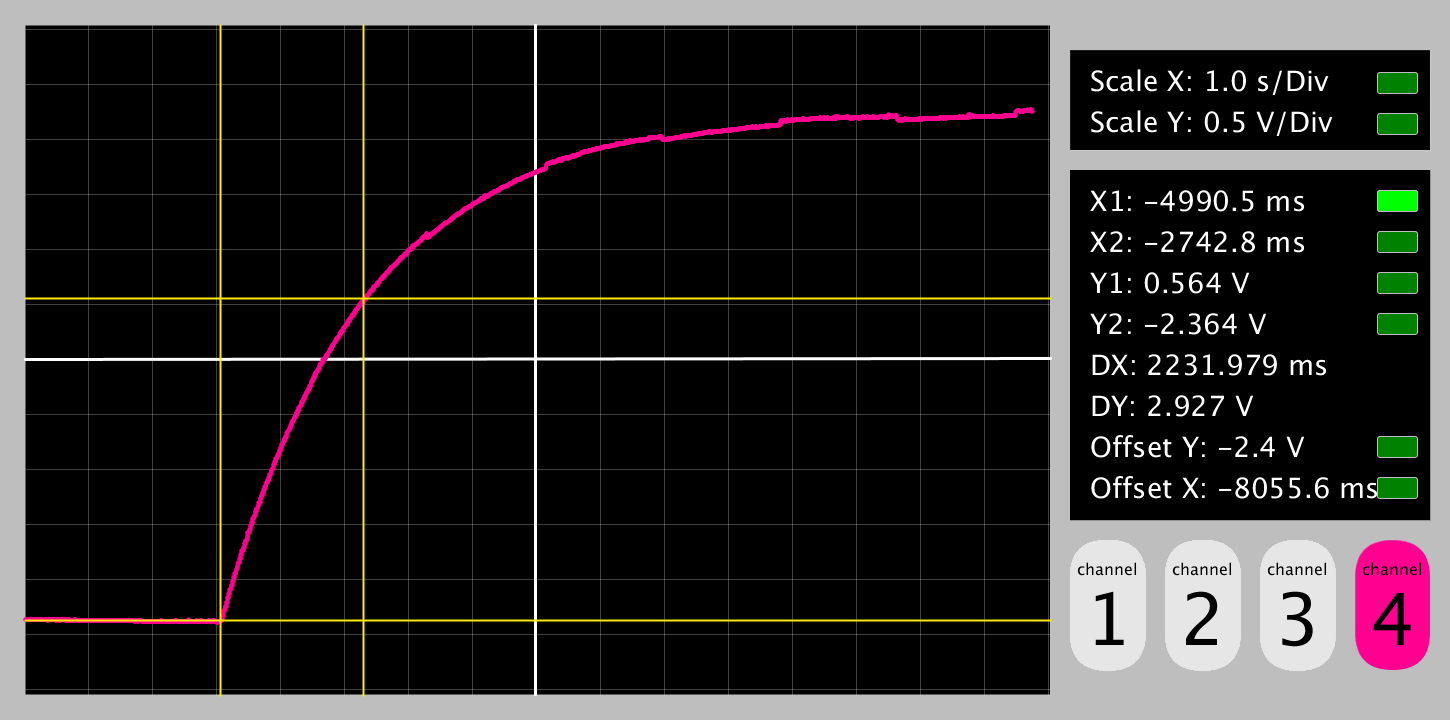 Scale X: 1.0 s/Div
Scale Y: 0.5 V/Div
X1: -4990.5 ms
X2: -2742.8 ms
Y1: 0.564 V
Y2: -2.364 V
DX: 2231.979 ms
DY: 2.927 V
Offset Y: -2.4 V
Offset X: -8055.6 ms
channel channel channel channel
1 2 3 4